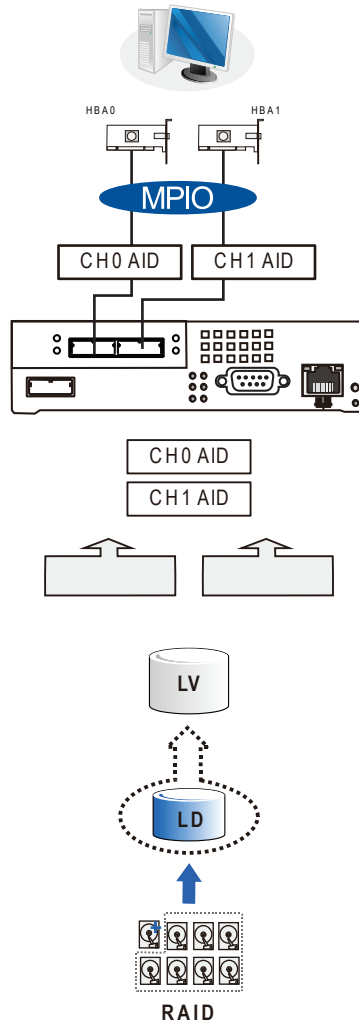 HBA0 HBA1
MPIO
CH0 AID CH1 AID
CH0 AID
CH1 AID
LV
LD
RAID